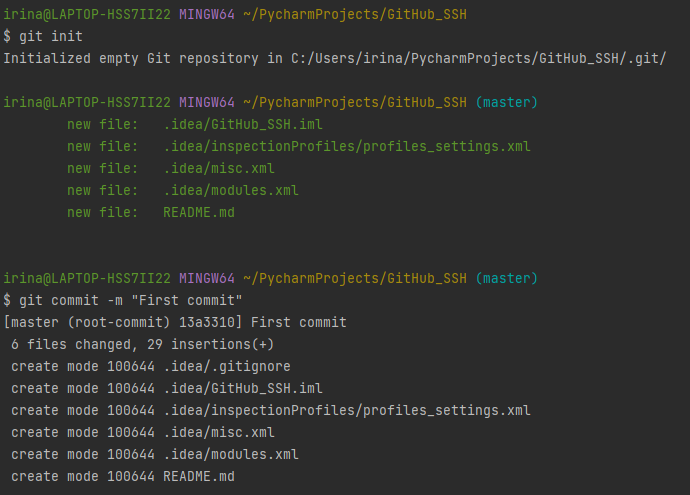 irina@LAPTOP-HSS7II22 MINGW64 ~/PycharmProjects/GitHub_SSH
$ git init
Initialized empty Git repository in C:/Users/irina/PycharmProjects/GitHub_SSH/.git/
irina@LAPTOP-HSS7II22 MINGW64 ~/PycharmProjects/GitHub_SSH (master)
new file:   .idea/GitHub_SSH.iml
new file:   .idea/inspectionProfiles/profiles_settings.xml
new file:   .idea/misc.xml
new file:   .idea/modules.xml
new file:   README.md
irina@LAPTOP-HSS7II22 MINGW64 ~/PycharmProjects/GitHub_SSH (master)
$ git commit -m "First commit"
[master (root-commit) 13a3310] First commit
6 files changed, 29 insertions(+)
create mode 100644 .idea/.gitignore
create mode 100644 .idea/GitHub_SSH.iml
create mode 100644 .idea/inspectionProfiles/profiles_settings.xml
create mode 100644 .idea/misc.xml
create mode 100644 .idea/modules.xml
create mode 100644 README.md